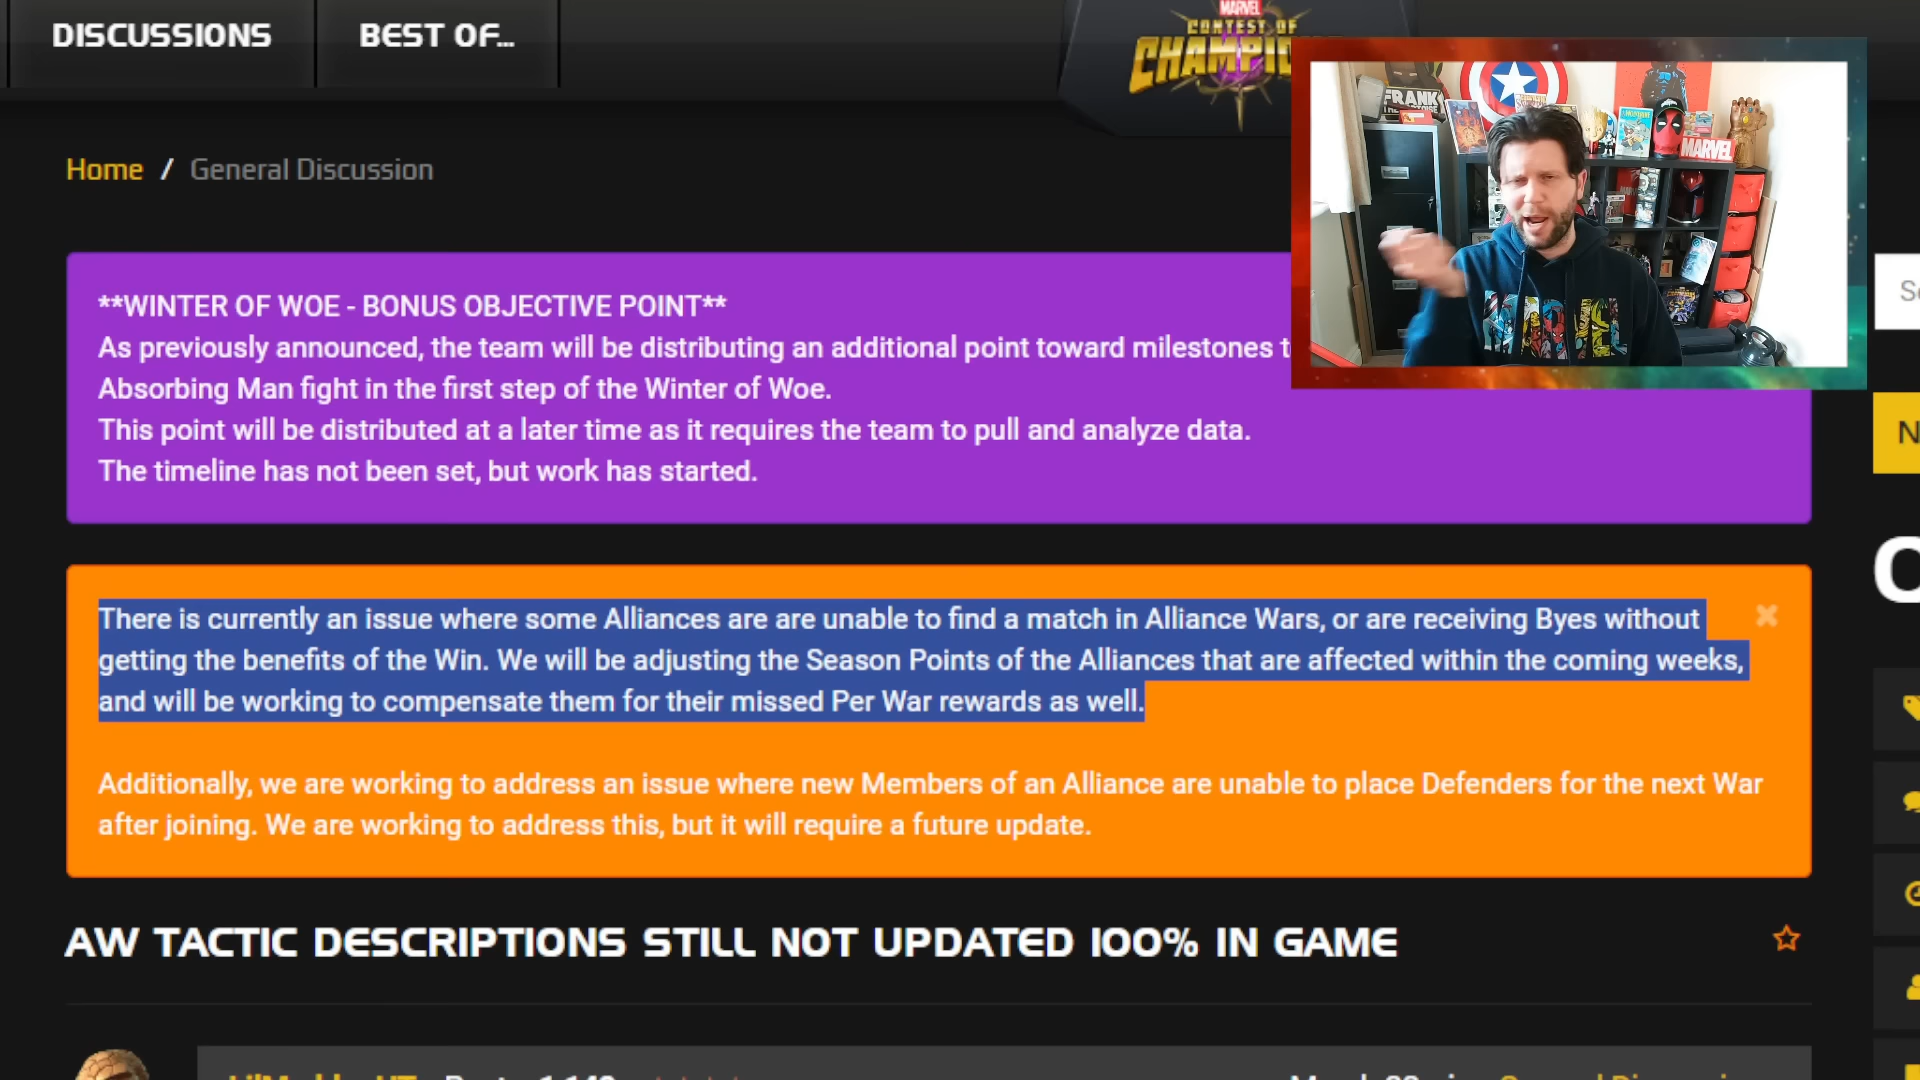 DISCUSSIONS
BEST OF...
MARVEL
CONTEST OF
Home / General Discussion
FRANK
MARVEL
**WINTER OF WOE - BONUS OBJECTIVE POINT**
As previously announced, the team will be distributing an additional point toward milestones
Absorbing Man fight in the first step of the Winter of Woe.
This point will be distributed at a later time as it requires the team to pull and analyze data.
The timeline has not been set, but work has started.
There is currently an issue where some Alliances are are unable to find a match in Alliance Wars, or are receiving Byes without
getting the benefits of the Win. We will be adjusting the Season Points of the Alliances that are affected within the coming weeks,
and will be working to compensate them for their missed Per War rewards as well.
Additionally, we are working to address an issue where new Members of an Alliance are unable to place Defenders for the next War
after joining. We are working to address this, but it will require a future update.
AW TACTIC DESCRIPTIONS STILL NOT UPDATED 100% IN GAME